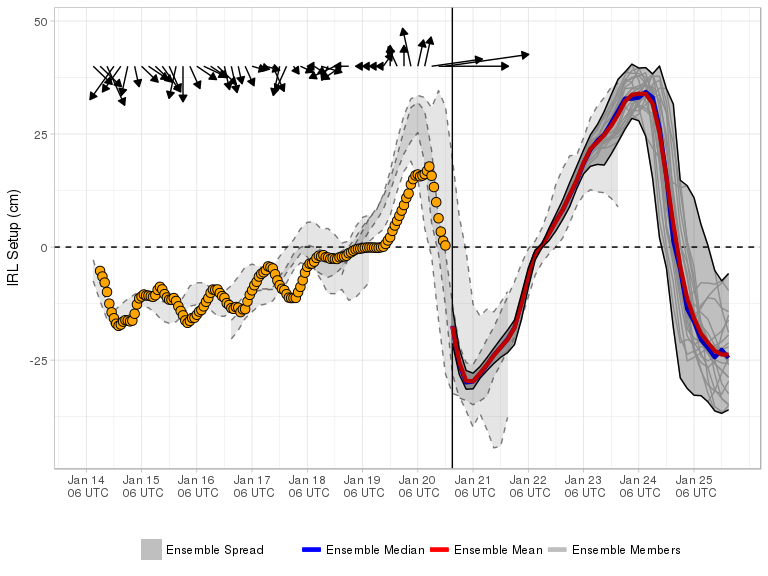 50
25
0
-25
IRL Setup (cm)
Jan 14 Jan 15 Jan 16 Jan 17 Jan 18 Jan 19 Jan 20 Jan 21 Jan 22 Jan 23 Jan 24 Jan 25
06 UTC 06 UTC 06 UTC 06 UTC 06 UTC 06 UTC 06 UTC 06 UTC 06 UTC 06 UTC 06 UTC 06 UTC
Ensemble Spread Ensemble Median Ensemble Mean Ensemble Members